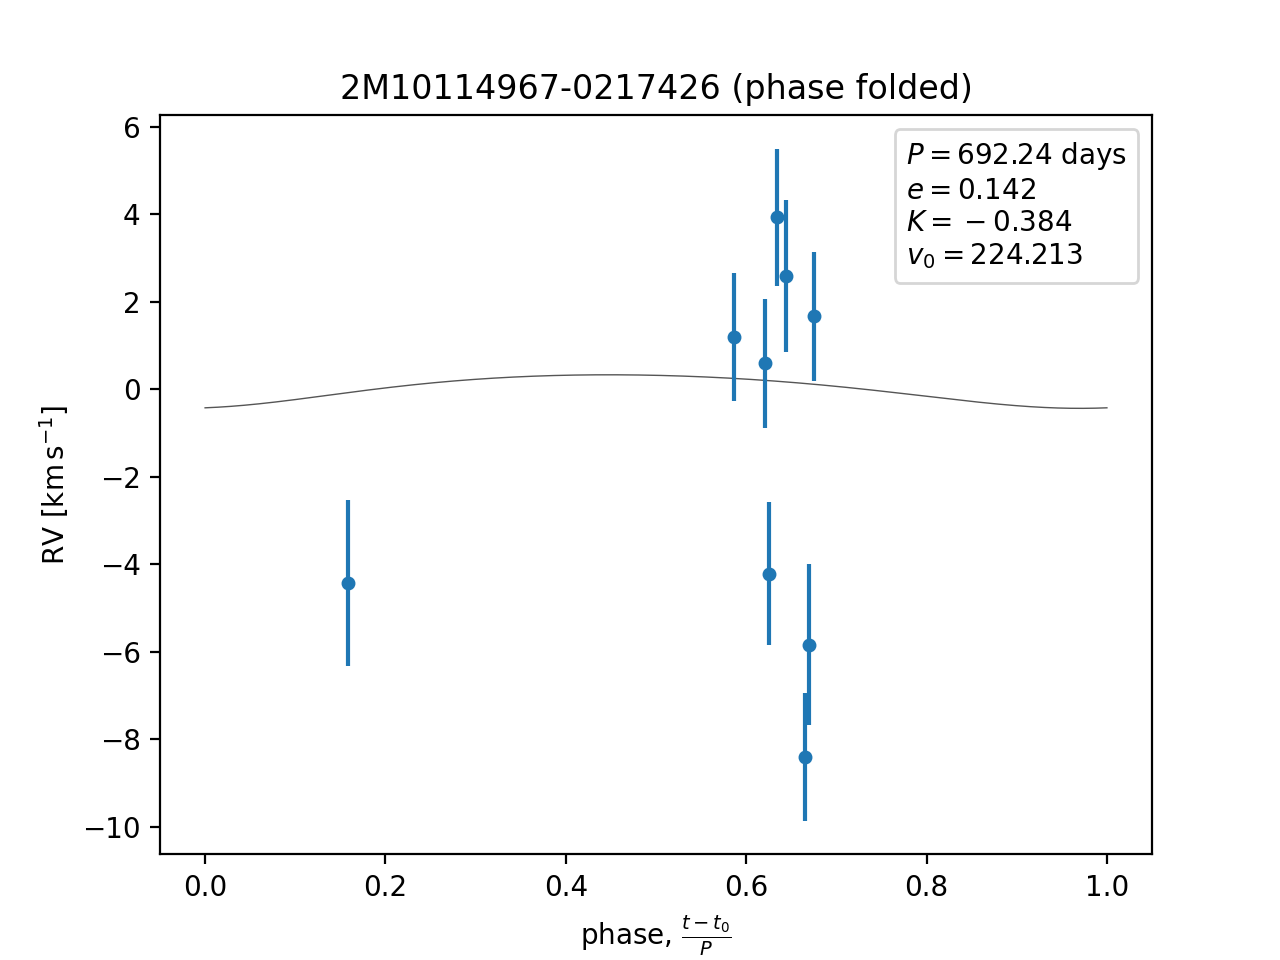 2M10114967-0217426 (phase folded)
P = 692.24 days
e = 0.142
K = −0.384
v₀ = 224.213
6
4
2
0
−2
−4
−6
−8
−10
RV [km s⁻¹]
0.0 0.2 0.4 0.6 0.8 1.0
phase, (t − t₀)/P